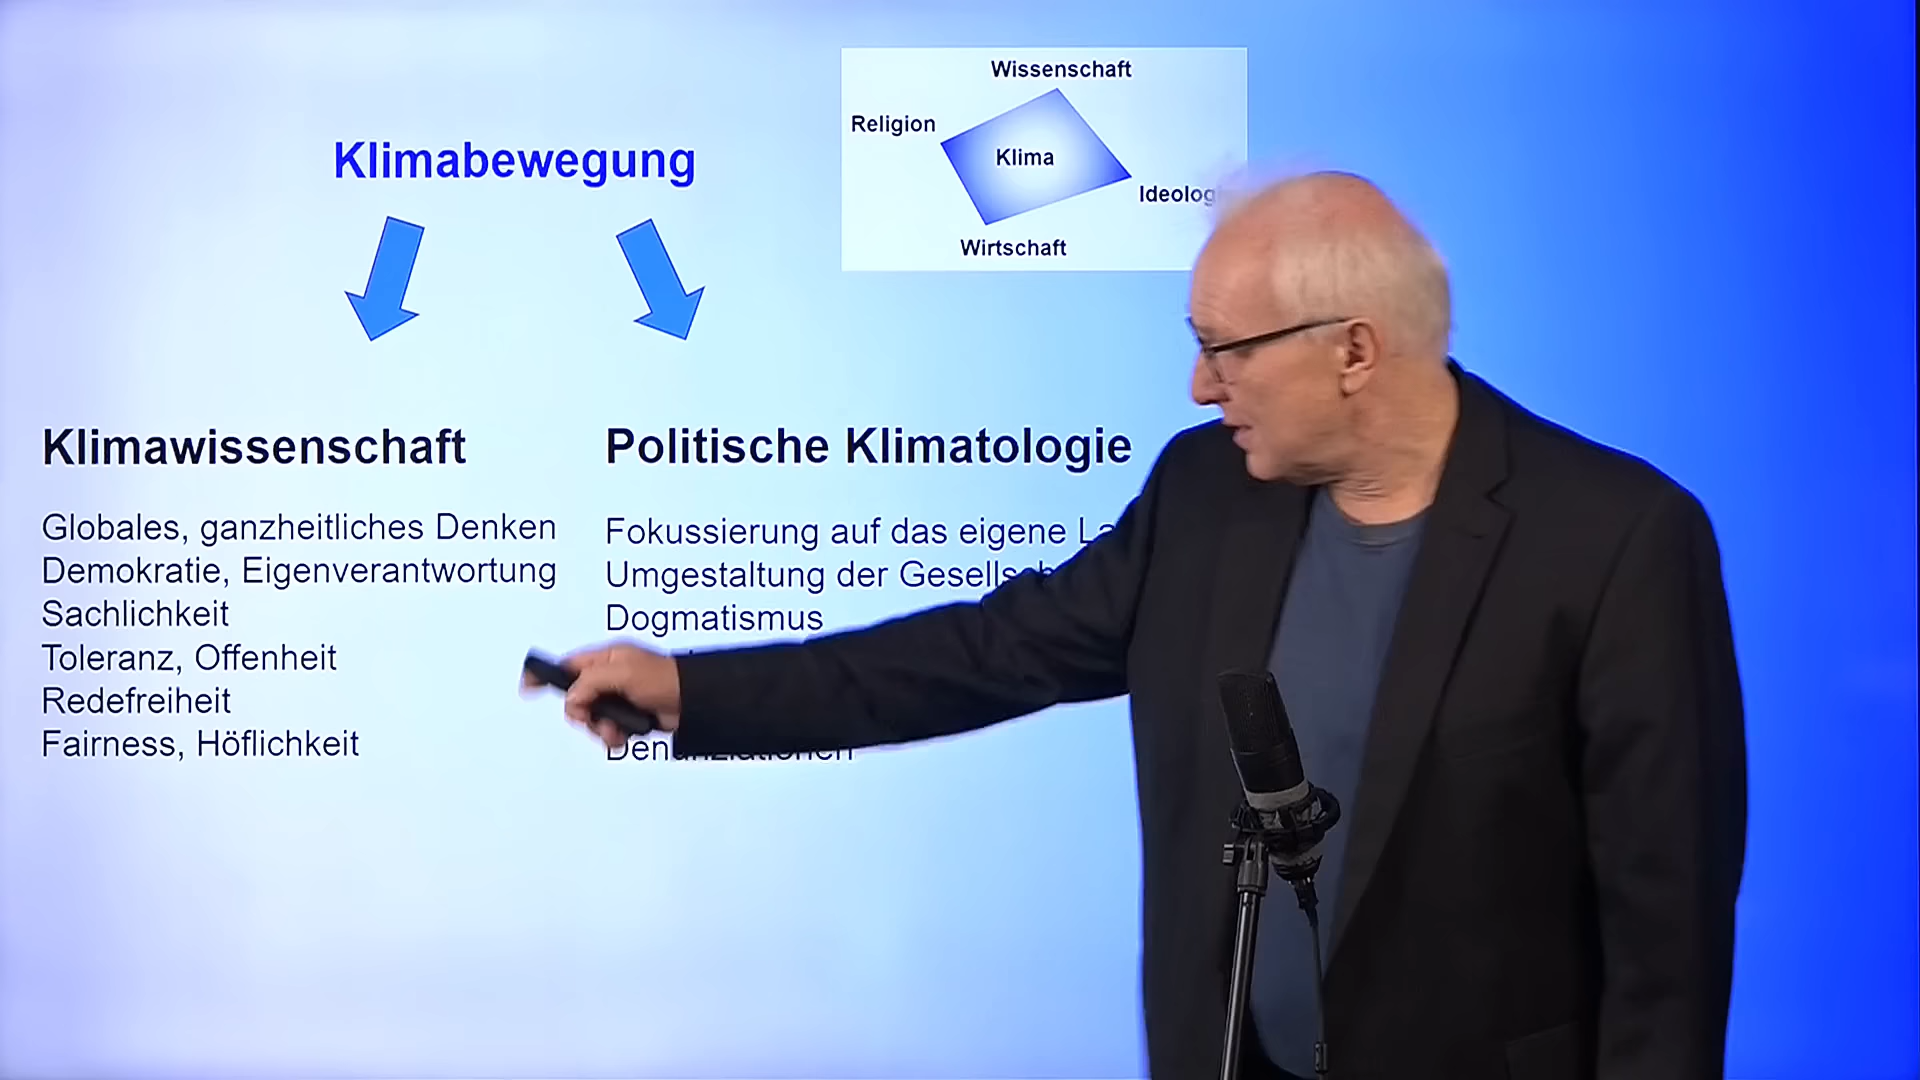 Wissenschaft
Religion
Klima
Wirtschaft
Klimabewegung
Klimawissenschaft
Globales, ganzheitliches Denken
Demokratie, Eigenverantwortung
Sachlichkeit
Toleranz, Offenheit
Redefreiheit
Fairness, Höflichkeit
Politische Klimatologie
Fokussierung auf das eigene
Umgestaltung der
Dogmatismus
Denunziationen